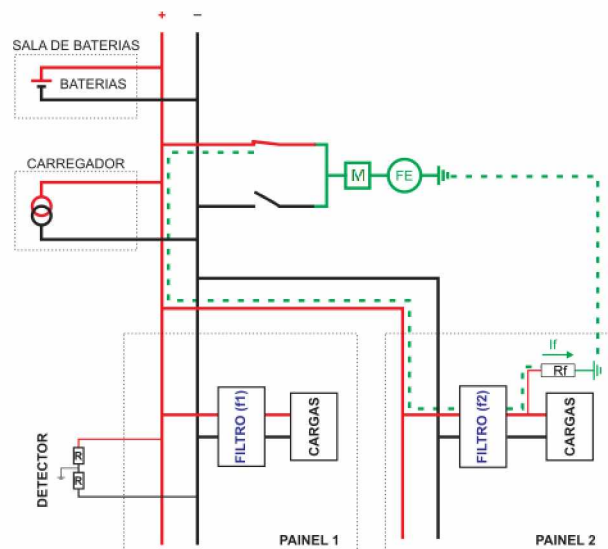 + −
SALA DE BATERIAS
BATERIAS
CARREGADOR
M
FE
If
Rf
FILTRO (f1)
CARGAS
FILTRO (f2)
CARGAS
DETECTOR
R
R
PAINEL 1
PAINEL 2